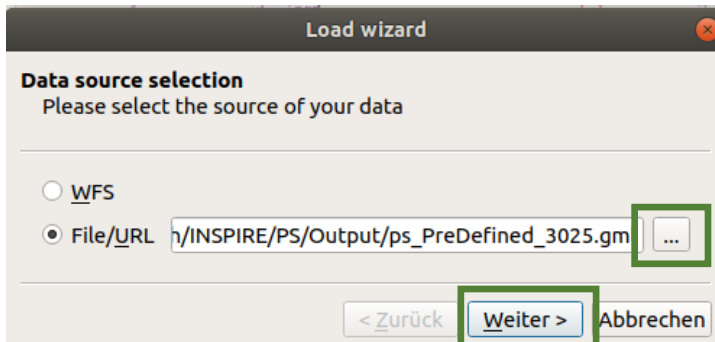 Load wizard
Data source selection
Please select the source of your data
WFS
File/URL h/INSPIRE/PS/Output/ps_PreDefined_3025.gm ...
< Zurück Weiter > Abbrechen